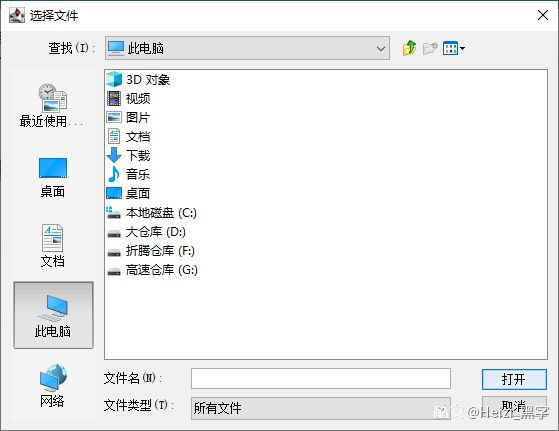 选择文件
查找(I):
此电脑
3D 对象
视频
图片
文档
下载
音乐
桌面
本地磁盘 (C:)
大仓库 (D:)
折腾仓库 (F:)
高速仓库 (G:)
最近使用...
桌面
文档
此电脑
网络
文件名(N):
打开
文件类型(T):
所有文件
取消
@Heizi_黑字